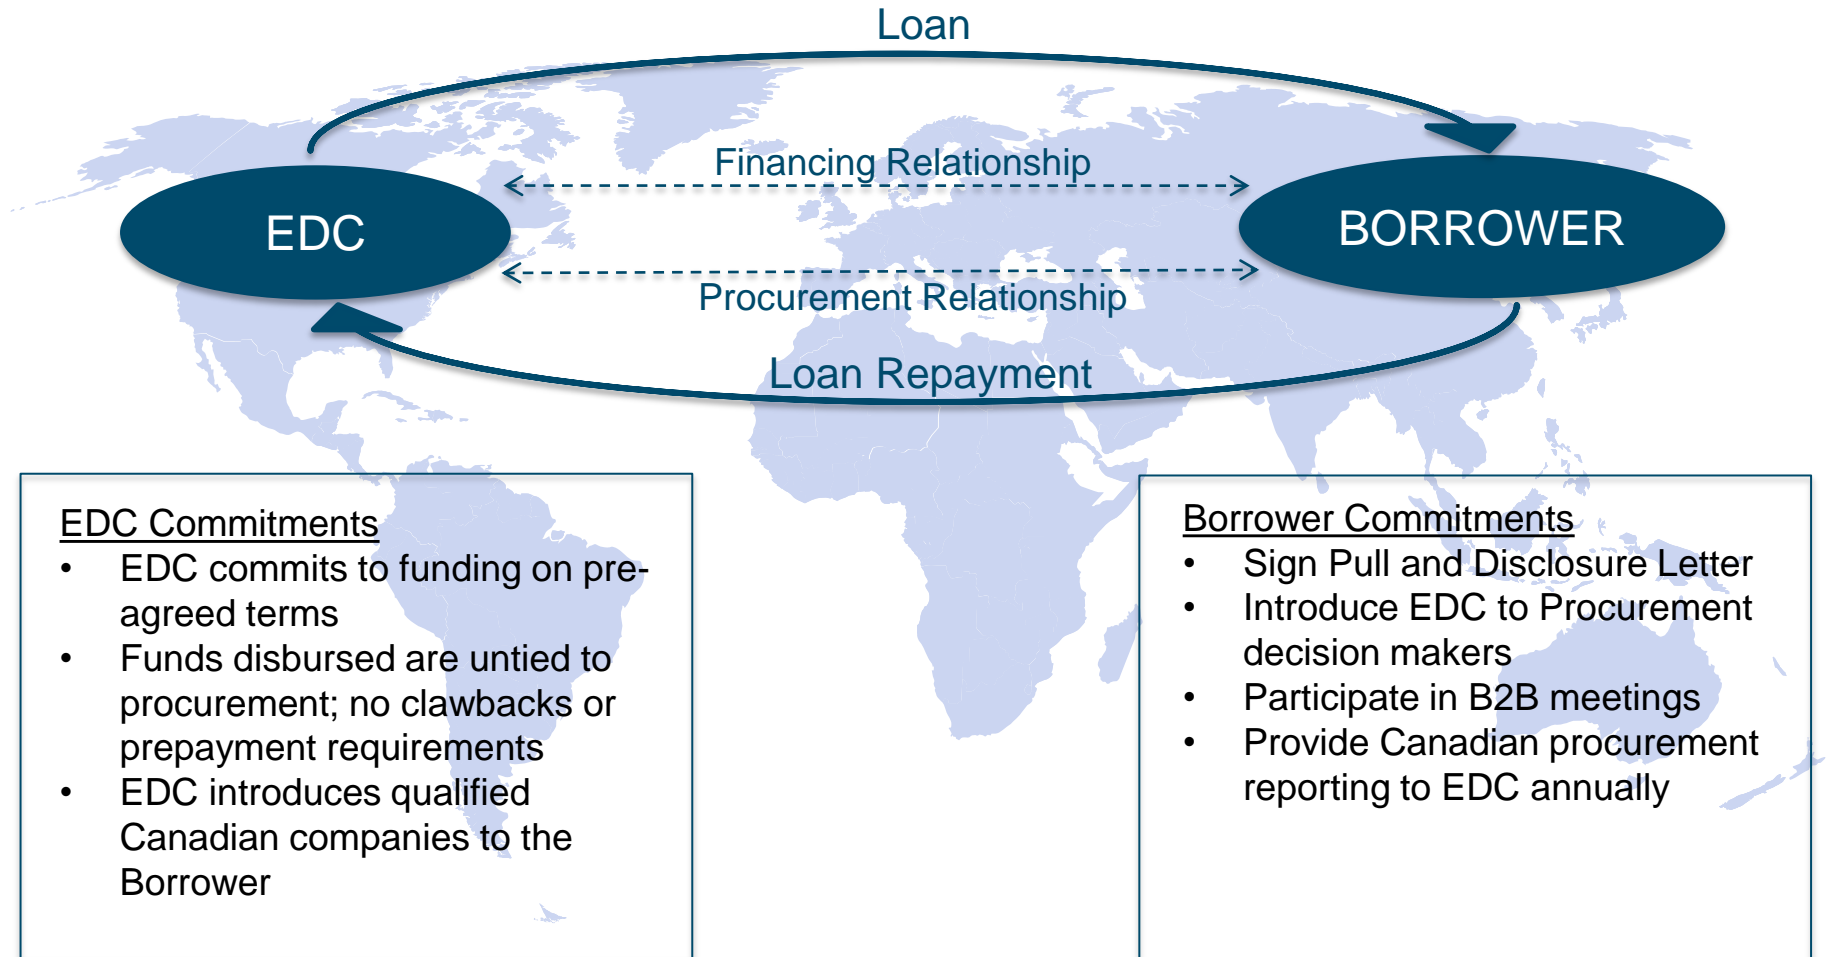 Loan
Financing Relationship
EDC
BORROWER
Procurement Relationship
Loan Repayment
EDC Commitments
• EDC commits to funding on pre-
agreed terms
• Funds disbursed are untied to
procurement; no clawbacks or
prepayment requirements
• EDC introduces qualified
Canadian companies to the
Borrower
Borrower Commitments
• Sign Pull and Disclosure Letter
• Introduce EDC to Procurement
decision makers
• Participate in B2B meetings
• Provide Canadian procurement
reporting to EDC annually